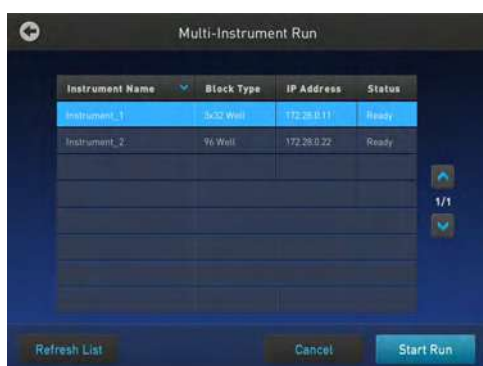 Multi-Instrument Run
Instrument Name Block Type IP Address Status
Instrument_1 3x32 Well 172.28.0.11 Ready
Instrument_2 96 Well 172.28.0.22 Ready
1/1
Refresh List Cancel Start Run